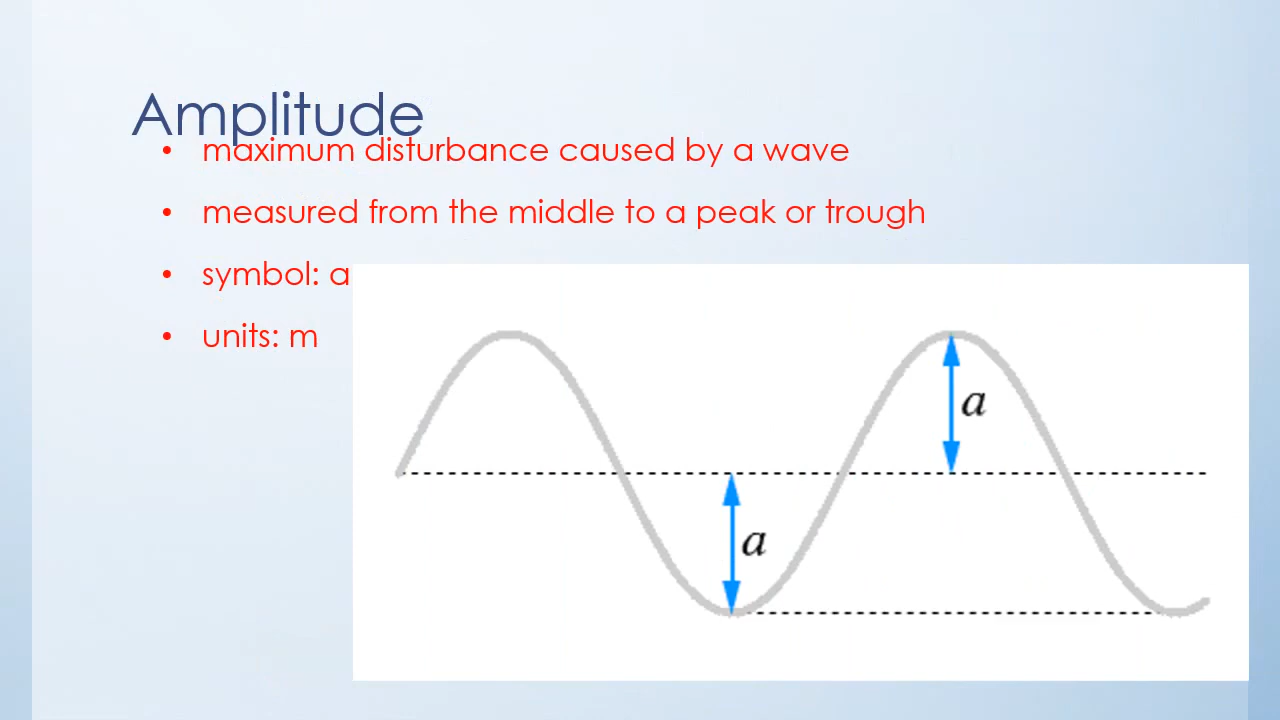 Amplitude
• maximum disturbance caused by a wave
• measured from the middle to a peak or trough
• symbol: a
• units: m
a
a